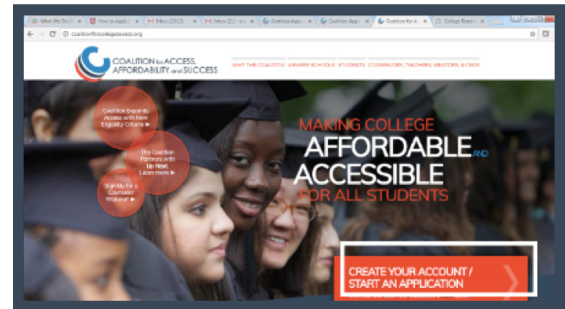 coalitionforcollegeaccess.org
COALITION for ACCESS,
AFFORDABILITY, and SUCCESS
WHY THE COALITION MEMBER SCHOOLS STUDENTS COUNSELORS, TEACHERS, MENTORS, & CBOS
Coalition Expands
Access with New
Eligibility Criteria ►
The Coalition
Partners with
Up Next
Learn more ►
Sign Up for a
Counselor
Webinar ►
MAKING COLLEGE
AFFORDABLE AND
ACCESSIBLE
FOR ALL STUDENTS
CREATE YOUR ACCOUNT /
START AN APPLICATION